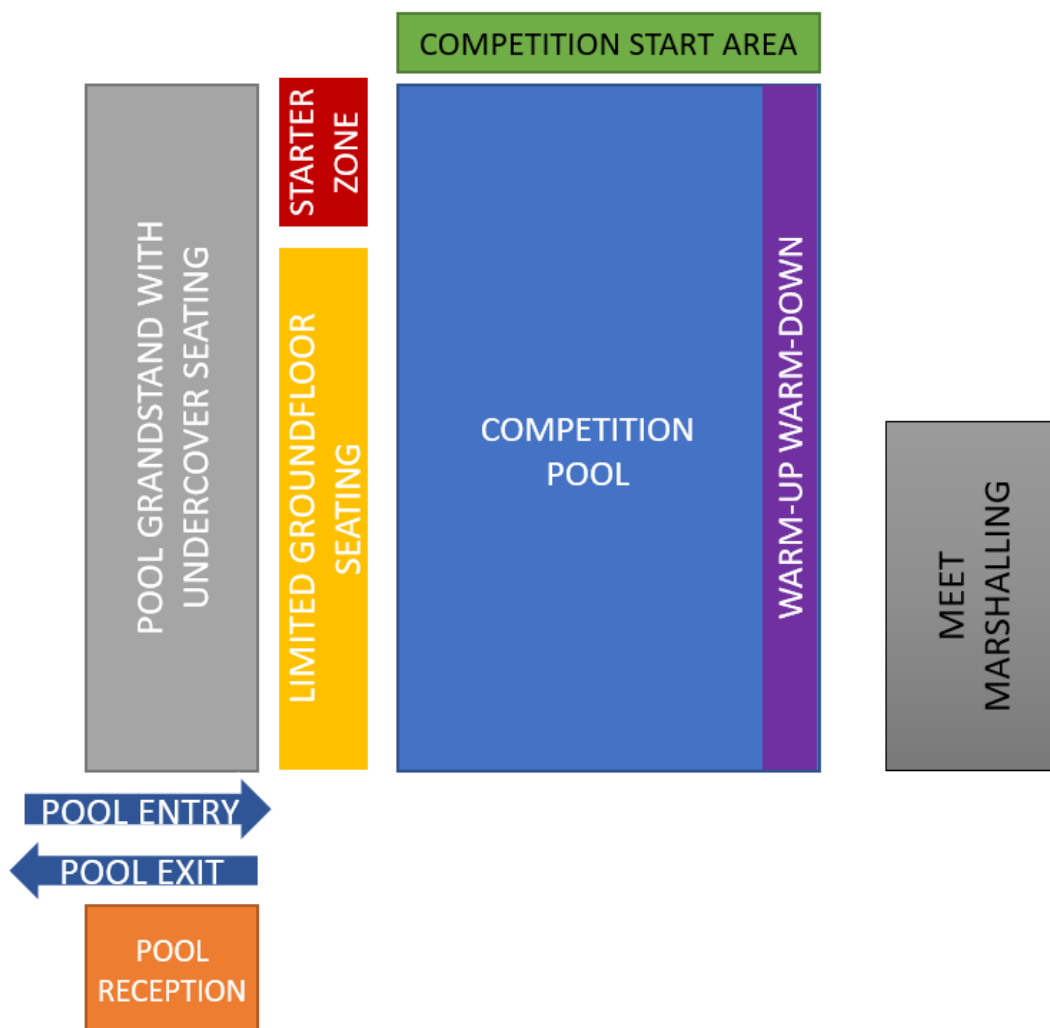 COMPETITION START AREA
STARTER
ZONE
POOL GRANDSTAND WITH
UNDERCOVER SEATING
LIMITED GROUNDFLOOR
SEATING
COMPETITION
POOL
WARM-UP WARM-DOWN
MEET
MARSHALLING
POOL ENTRY
POOL EXIT
POOL
RECEPTION